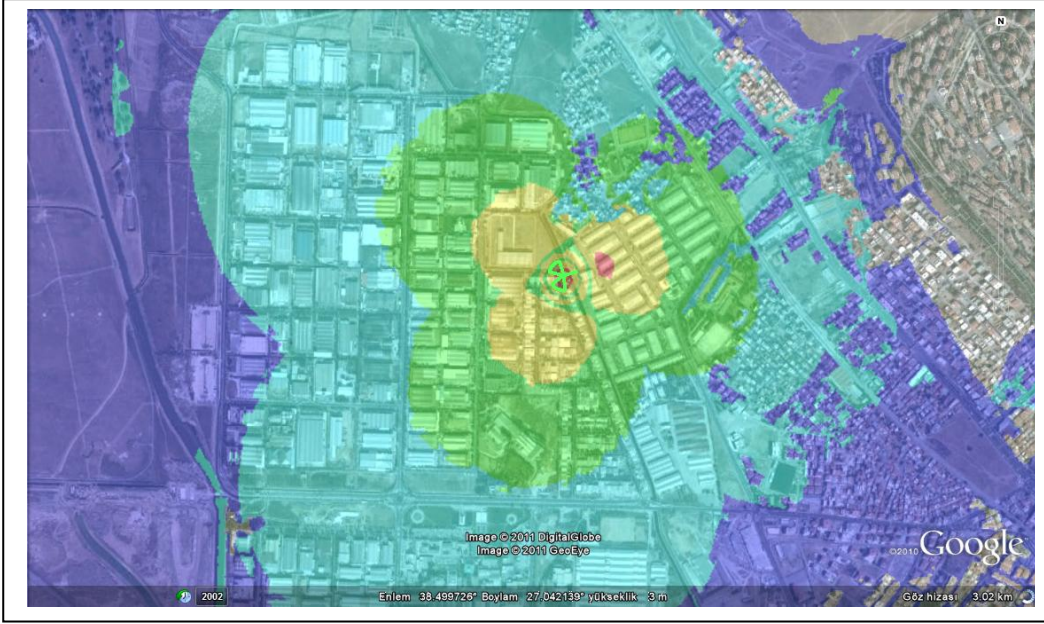 N
Image © 2011 DigitalGlobe
Image © 2011 GeoEye
©2010 Google
2002
Enlem 38.499726° Boylam 27.042139° yükseklik 3 m
Göz hizası 3.02 km